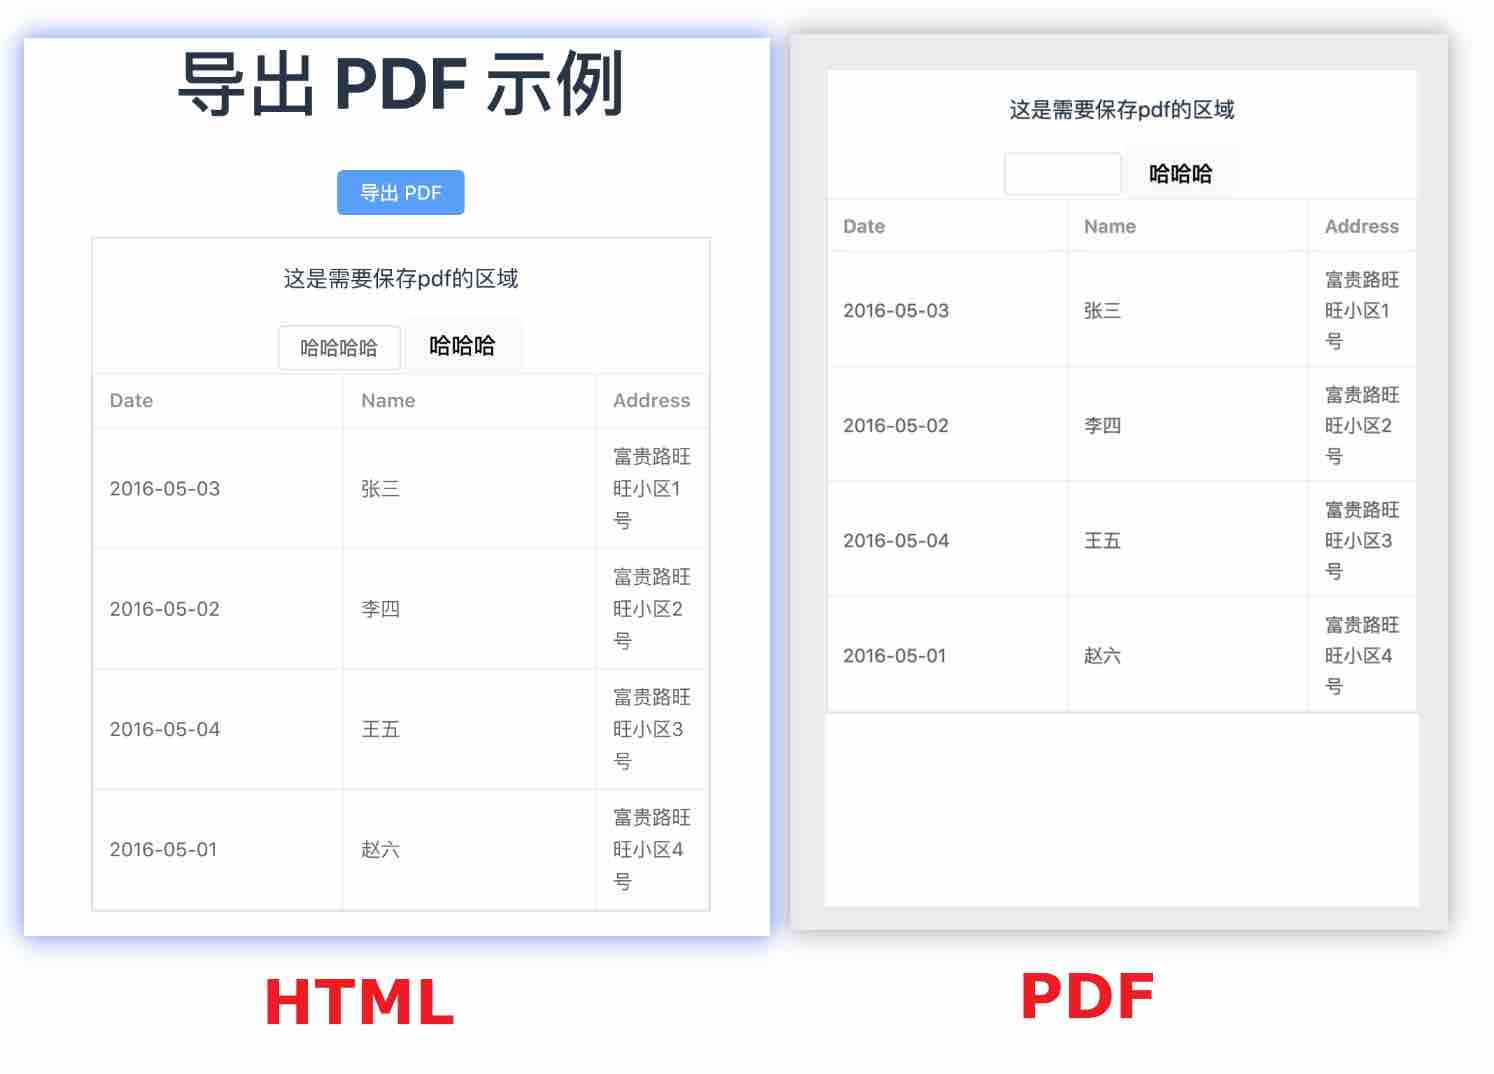 导出 PDF 示例
导出 PDF
这是需要保存pdf的区域
哈哈哈哈 哈哈哈
Date Name Address
2016-05-03 张三 富贵路旺
旺小区1
号
2016-05-02 李四 富贵路旺
旺小区2
号
2016-05-04 王五 富贵路旺
旺小区3
号
2016-05-01 赵六 富贵路旺
旺小区4
号
HTML
这是需要保存pdf的区域
哈哈哈
Date Name Address
2016-05-03 张三 富贵路旺
旺小区1
号
2016-05-02 李四 富贵路旺
旺小区2
号
2016-05-04 王五 富贵路旺
旺小区3
号
2016-05-01 赵六 富贵路旺
旺小区4
号
PDF